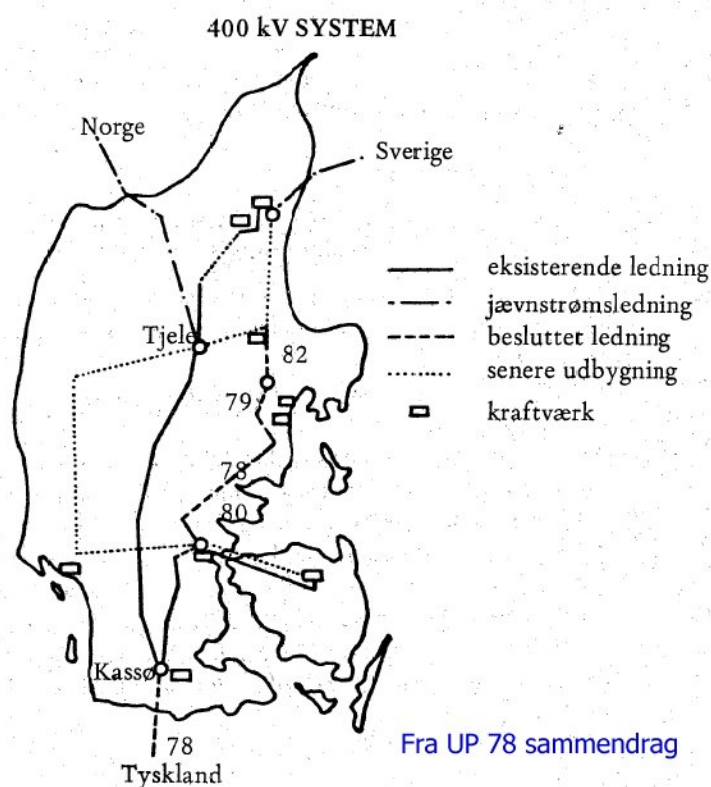 400 kV SYSTEM
Norge
Sverige
eksisterende ledning
jævnstrømsledning
besluttet ledning
senere udbygning
kraftværk
Tjele
82
79
78
80
Kassø
78
Tyskland
Fra UP 78 sammendrag